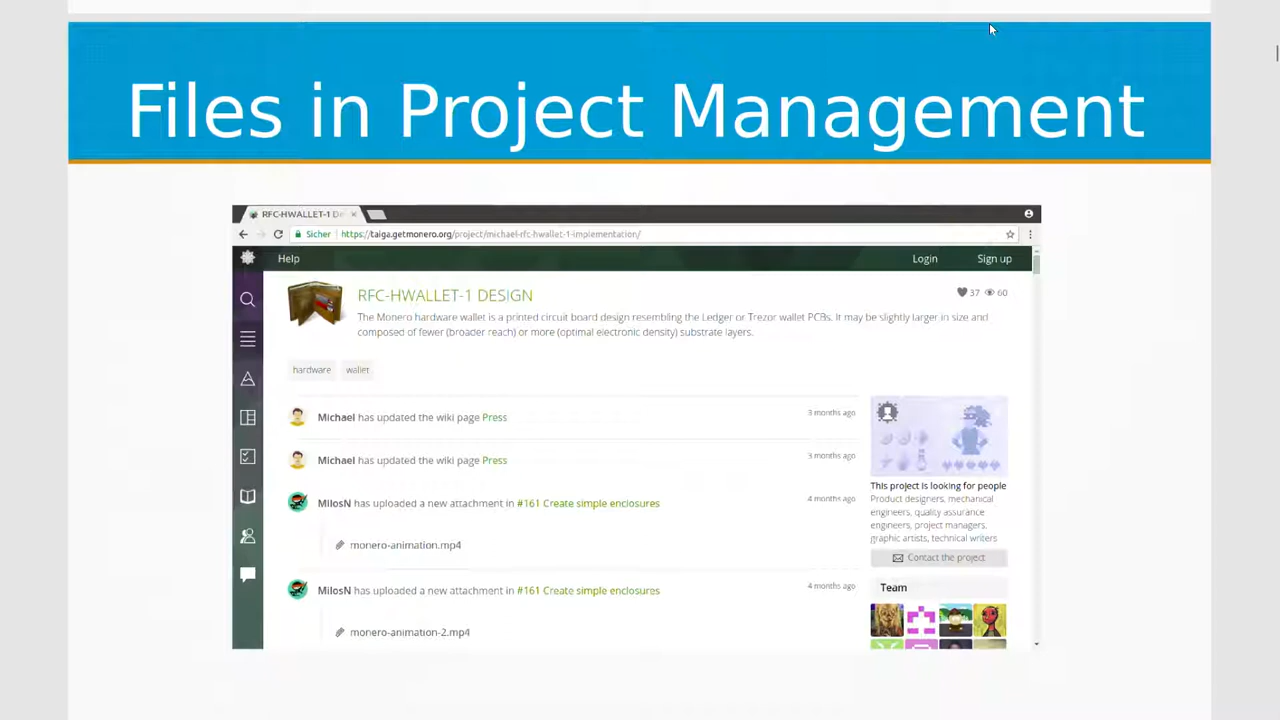 Files in Project Management
RFC-HWALLET-1 De
Sicher https://taiga.getmonero.org/project/michael-rfc-hwallet-1-implementation/
Help Login Sign up
RFC-HWALLET-1 DESIGN 37 60
The Monero hardware wallet is a printed circuit board design resembling the Ledger or Trezor wallet PCBs. It may be slightly larger in size and
composed of fewer (broader reach) or more (optimal electronic density) substrate layers.
hardware wallet
Michael has updated the wiki page Press 3 months ago
Michael has updated the wiki page Press 3 months ago
MilosN has uploaded a new attachment in #161 Create simple enclosures 4 months ago
monero-animation.mp4
MilosN has uploaded a new attachment in #161 Create simple enclosures 4 months ago
monero-animation-2.mp4
This project is looking for people
Product designers, mechanical
engineers, quality assurance
engineers, project managers,
graphic artists, technical writers
Contact the project
Team